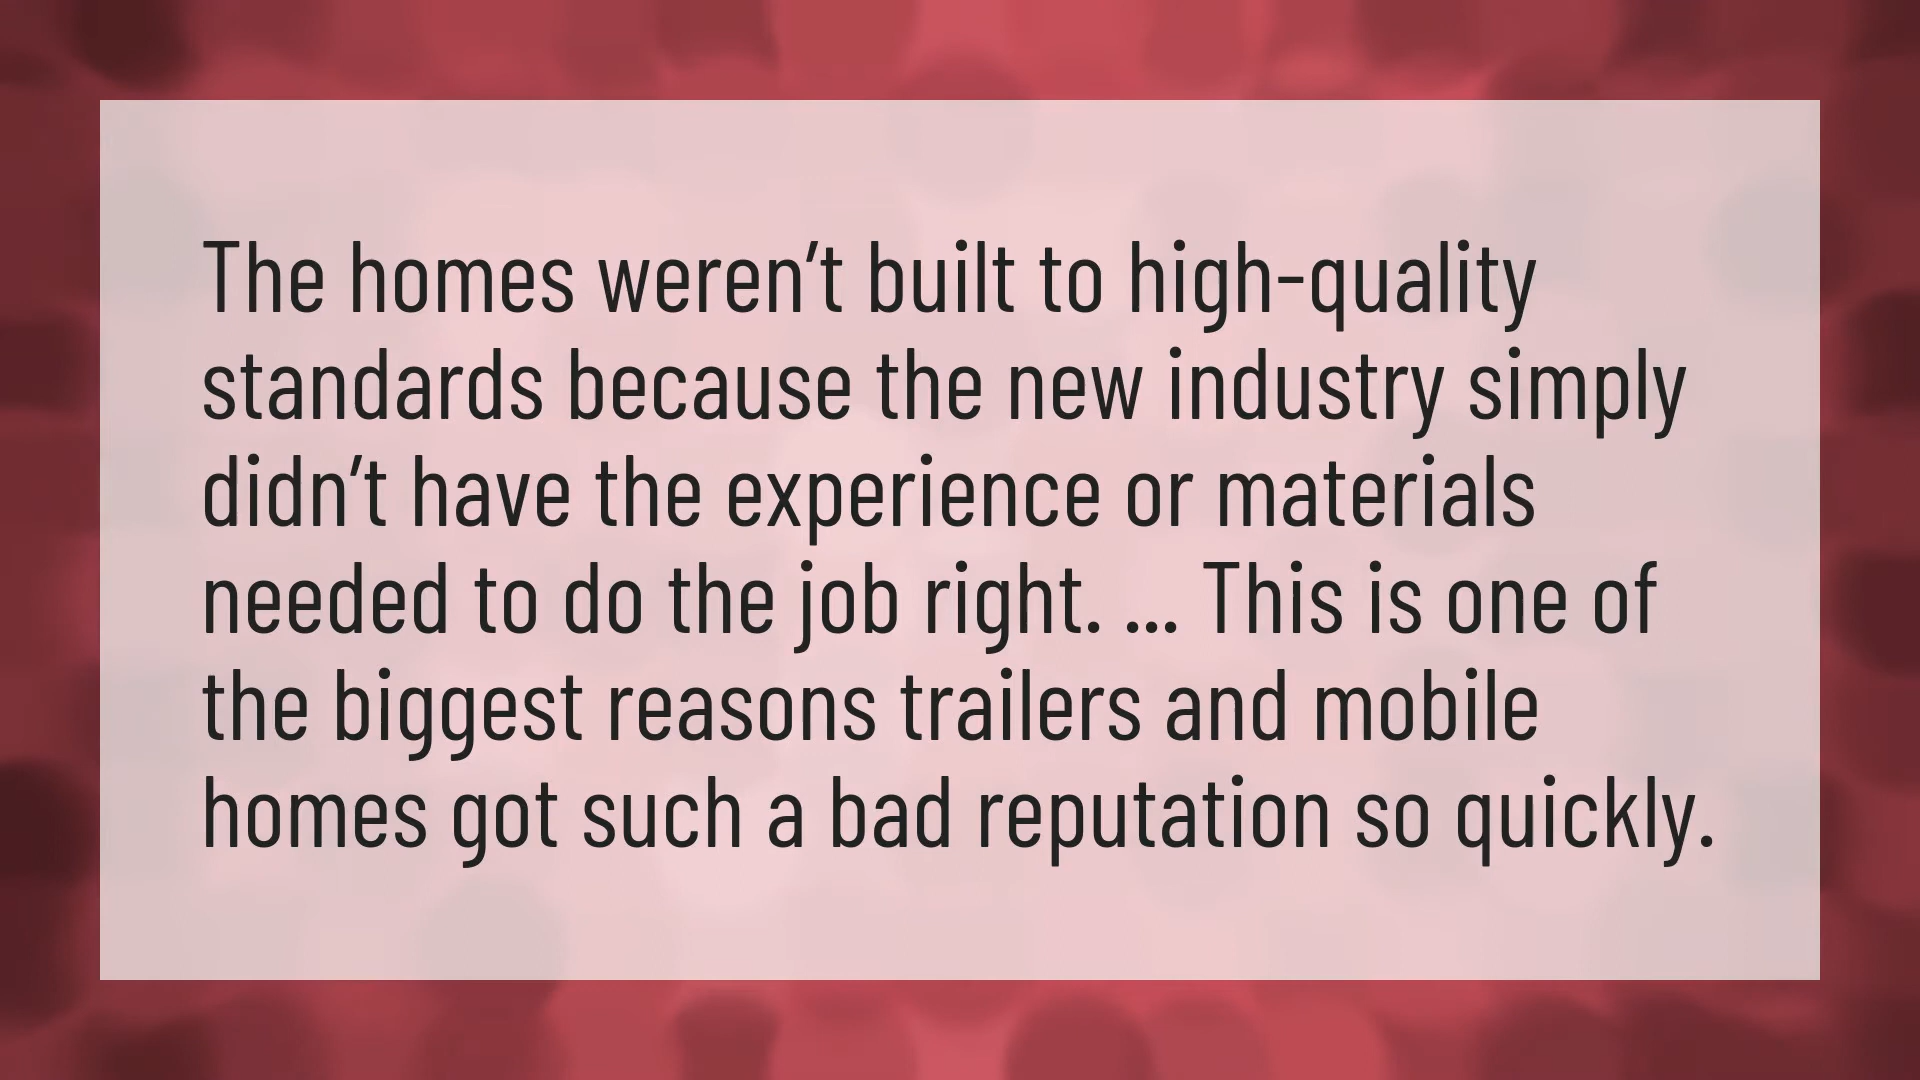 The homes weren’t built to high-quality
standards because the new industry simply
didn’t have the experience or materials
needed to do the job right. ... This is one of
the biggest reasons trailers and mobile
homes got such a bad reputation so quickly.